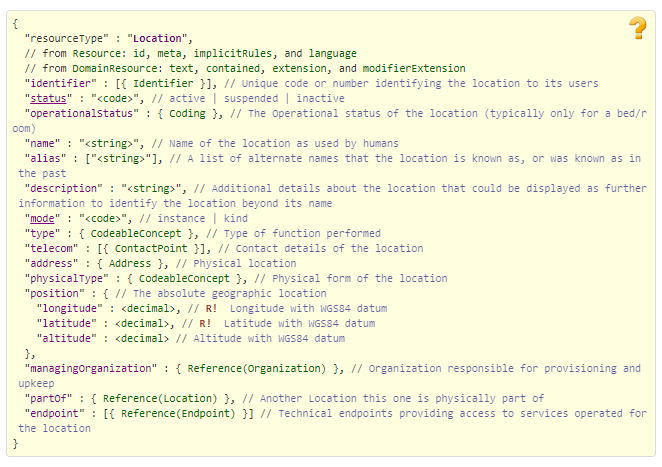 {
"resourceType" : "Location",
// from Resource: id, meta, implicitRules, and language
// from DomainResource: text, contained, extension, and modifierExtension
"identifier" : [{ Identifier }], // Unique code or number identifying the location to its users
"status" : "<code>", // active | suspended | inactive
"operationalStatus" : { Coding }, // The Operational status of the location (typically only for a bed/r
oom)
"name" : "<string>", // Name of the location as used by humans
"alias" : ["<string>"], // A list of alternate names that the location is known as, or was known as in
the past
"description" : "<string>", // Additional details about the location that could be displayed as further
information to identify the location beyond its name
"mode" : "<code>", // instance | kind
"type" : { CodeableConcept }, // Type of function performed
"telecom" : [{ ContactPoint }], // Contact details of the location
"address" : { Address }, // Physical location
"physicalType" : { CodeableConcept }, // Physical form of the location
"position" : { // The absolute geographic location
"longitude" : <decimal>, // R!  Longitude with WGS84 datum
"latitude" : <decimal>, // R!  Latitude with WGS84 datum
"altitude" : <decimal> // Altitude with WGS84 datum
},
"managingOrganization" : { Reference(Organization) }, // Organization responsible for provisioning and
upkeep
"partOf" : { Reference(Location) }, // Another Location this one is physically part of
"endpoint" : [{ Reference(Endpoint) }] // Technical endpoints providing access to services operated for
the location
}